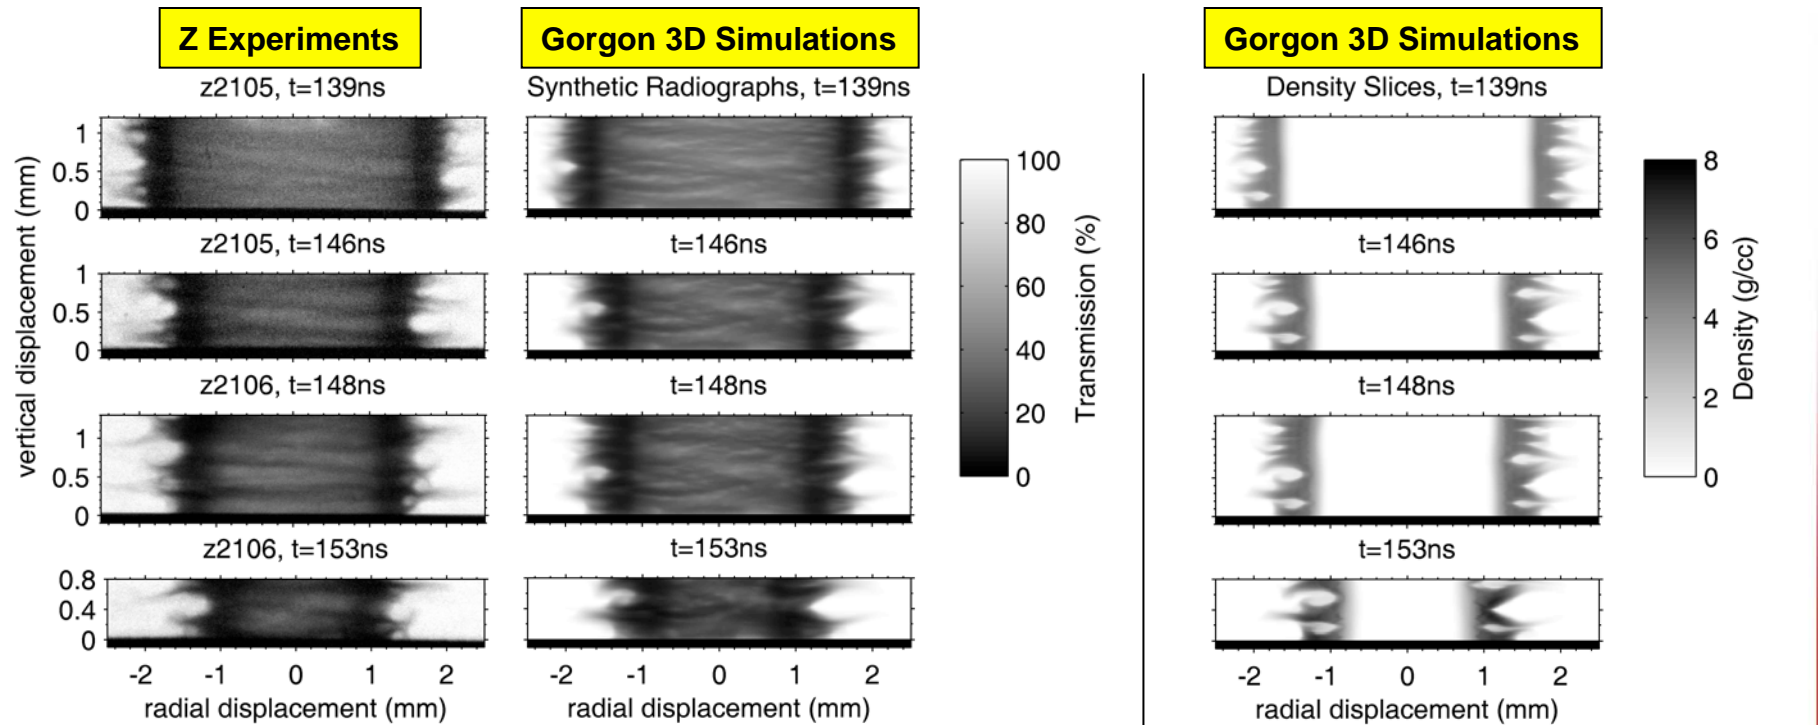 Z Experiments
z2105, t=139ns
1
0.5
0
z2105, t=146ns
1
0.5
0
z2106, t=148ns
1
0.5
0
z2106, t=153ns
0.8
0.4
0
-2 -1 0 1 2
radial displacement (mm)
vertical displacement (mm)
Gorgon 3D Simulations
Synthetic Radiographs, t=139ns
t=146ns
t=148ns
t=153ns
-2 -1 0 1 2
radial displacement (mm)
100
80
60
40
20
0
Transmission (%)
Gorgon 3D Simulations
Density Slices, t=139ns
t=146ns
t=148ns
t=153ns
-2 -1 0 1 2
radial displacement (mm)
8
6
4
2
0
Density (g/cc)